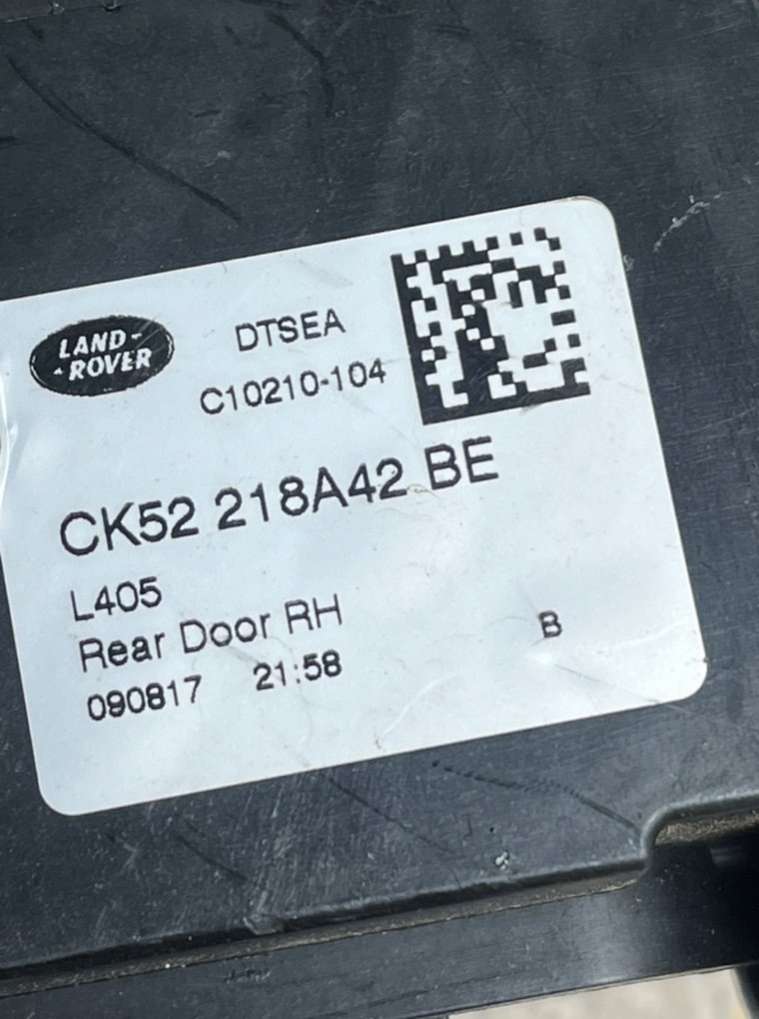 LAND-
-ROVER
DTSEA
C10210-104
CK52 218A42 BE
L405
Rear Door RH
B
090817 21:58